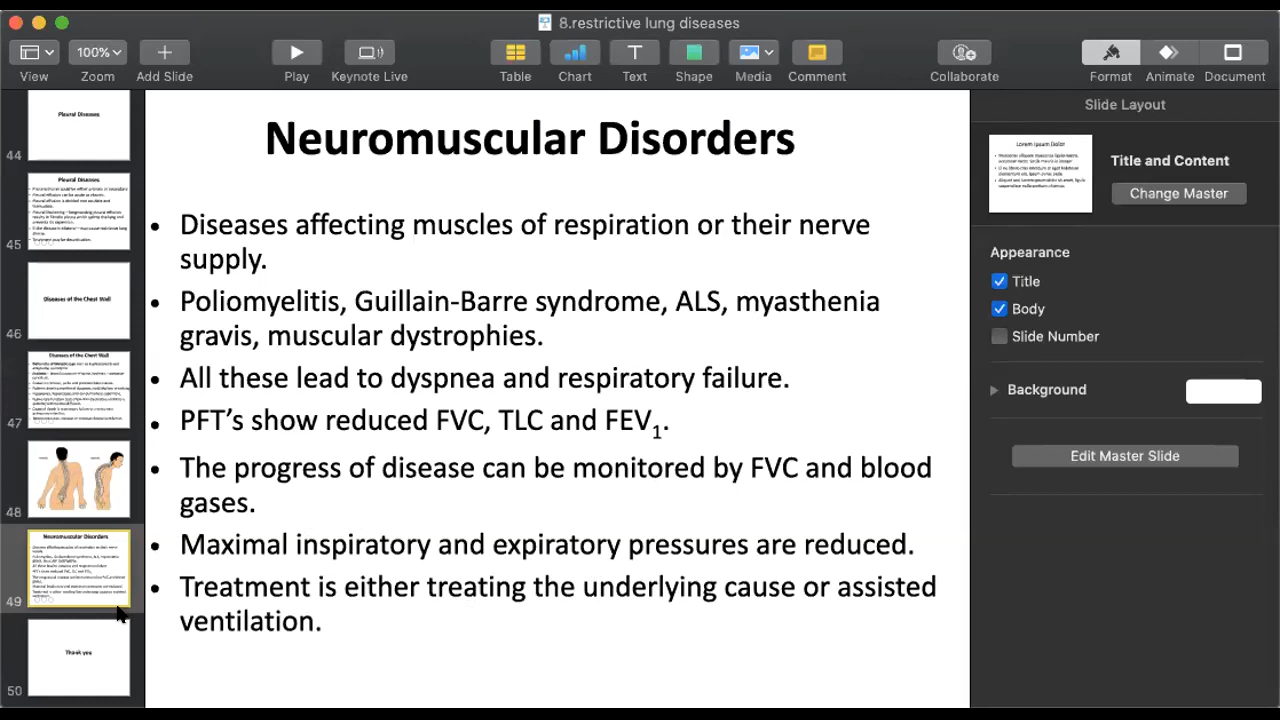 8.restrictive lung diseases
100%
View
Zoom
Add Slide
Play
Keynote Live
Table
Chart
Text
Shape
Media
Comment
Collaborate
Format
Animate
Document
Pleural Diseases
44
Pleural Diseases
45
Diseases of the Chest Wall
46
Diseases of the Chest Wall
47
48
Neuromuscular Disorders
49
Thank you
50
Neuromuscular Disorders
• Diseases affecting muscles of respiration or their nerve
supply.
• Poliomyelitis, Guillain-Barre syndrome, ALS, myasthenia
gravis, muscular dystrophies.
• All these lead to dyspnea and respiratory failure.
• PFT’s show reduced FVC, TLC and FEV₁.
• The progress of disease can be monitored by FVC and blood
gases.
• Maximal inspiratory and expiratory pressures are reduced.
• Treatment is either treating the underlying cause or assisted
ventilation.
Slide Layout
Lorem Ipsum Dolor
Title and Content
Change Master
Appearance
Title
Body
Slide Number
Background
Edit Master Slide